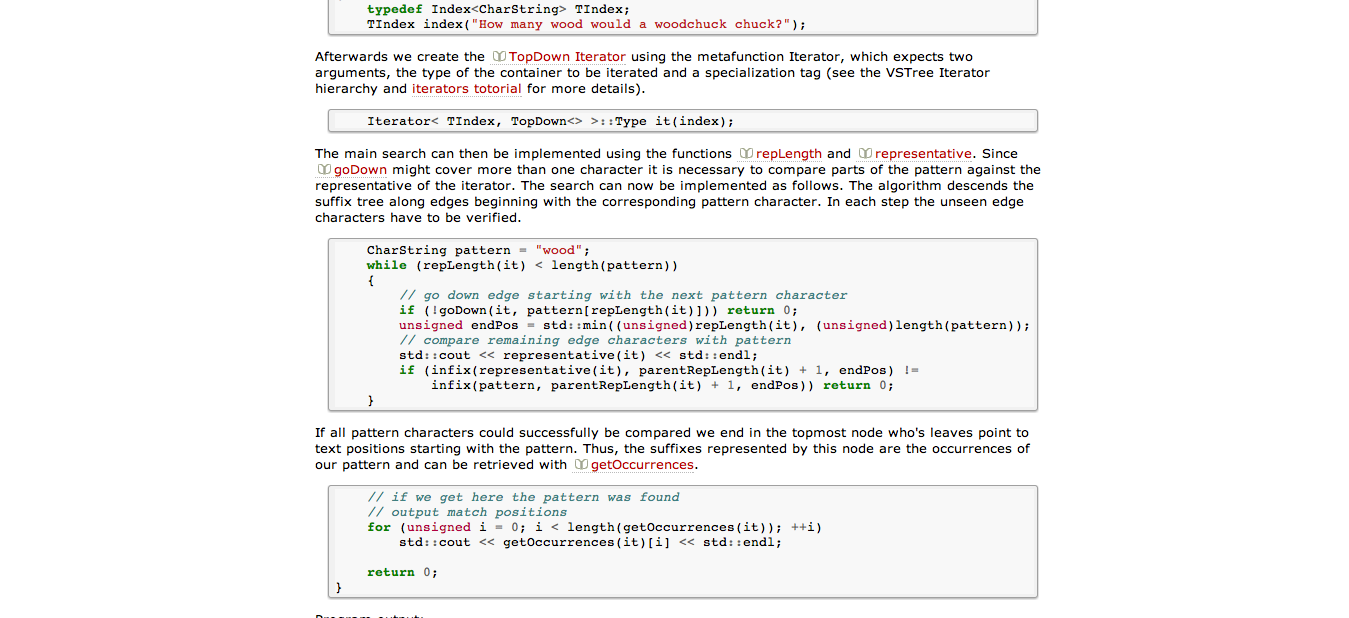 typedef Index<CharString> TIndex;
TIndex index("How many wood would a woodchuck chuck?");
Afterwards we create the TopDown Iterator using the metafunction Iterator, which expects two
arguments, the type of the container to be iterated and a specialization tag (see the VSTree Iterator
hierarchy and iterators totorial for more details).
Iterator< TIndex, TopDown<> >::Type it(index);
The main search can then be implemented using the functions repLength and representative. Since
goDown might cover more than one character it is necessary to compare parts of the pattern against the
representative of the iterator. The search can now be implemented as follows. The algorithm descends the
suffix tree along edges beginning with the corresponding pattern character. In each step the unseen edge
characters have to be verified.
CharString pattern = "wood";
while (repLength(it) < length(pattern))
{
// go down edge starting with the next pattern character
if (!goDown(it, pattern[repLength(it)])) return 0;
unsigned endPos = std::min((unsigned)repLength(it), (unsigned)length(pattern));
// compare remaining edge characters with pattern
std::cout << representative(it) << std::endl;
if (infix(representative(it), parentRepLength(it) + 1, endPos) !=
infix(pattern, parentRepLength(it) + 1, endPos)) return 0;
}
If all pattern characters could successfully be compared we end in the topmost node who's leaves point to
text positions starting with the pattern. Thus, the suffixes represented by this node are the occurrences of
our pattern and can be retrieved with getOccurrences.
// if we get here the pattern was found
// output match positions
for (unsigned i = 0; i < length(getOccurrences(it)); ++i)
std::cout << getOccurrences(it)[i] << std::endl;
return 0;
}